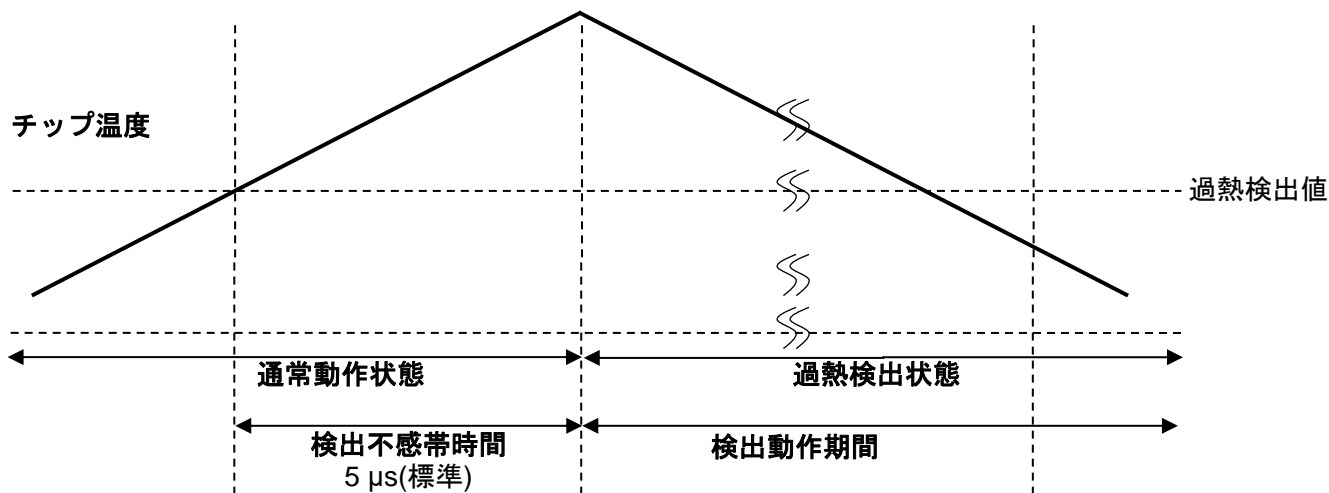 チップ温度
過熱検出値
通常動作状態
過熱検出状態
検出不感帯時間
5 µs(標準)
検出動作期間